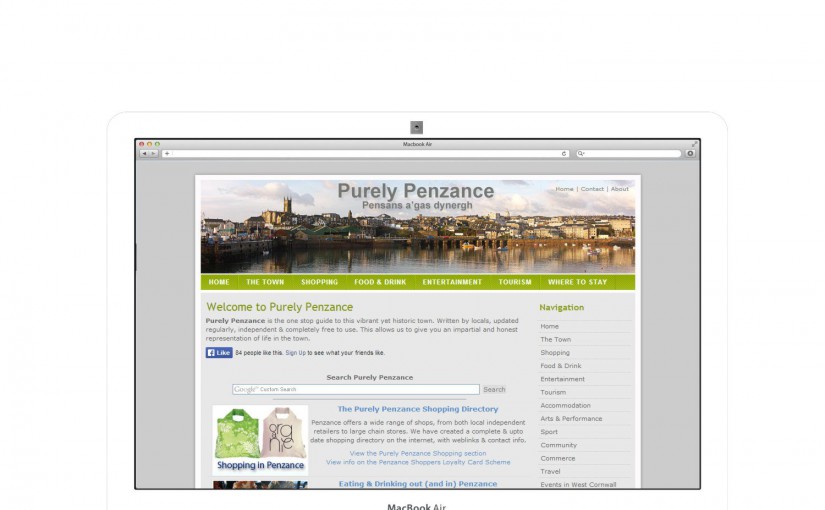 Macbook Air
Purely Penzance
Pensans a'gas dynergh
Home | Contact | About
HOME THE TOWN SHOPPING FOOD & DRINK ENTERTAINMENT TOURISM WHERE TO STAY
Welcome to Purely Penzance
Purely Penzance is the one stop guide to this vibrant yet historic town. Written by locals, updated
regularly, independent & completely free to use. This allows us to give you an impartial and honest
representation of life in the town.
Like 84 people like this. Sign Up to see what your friends like.
Search Purely Penzance
Google Custom Search Search
organic
Shopping in Penzance
The Purely Penzance Shopping Directory
Penzance offers a wide range of shops, from both local independent
retailers to large chain stores. We have created a complete & upto
date shopping directory on the internet, with weblinks & contact info.
View the Purely Penzance Shopping section
View info on the Penzance Shoppers Loyalty Card Scheme
Eating & Drinking out (and in) Penzance
Navigation
Home
The Town
Shopping
Food & Drink
Entertainment
Tourism
Accommodation
Arts & Performance
Sport
Community
Commerce
Travel
Events in West Cornwall
MacBook Air